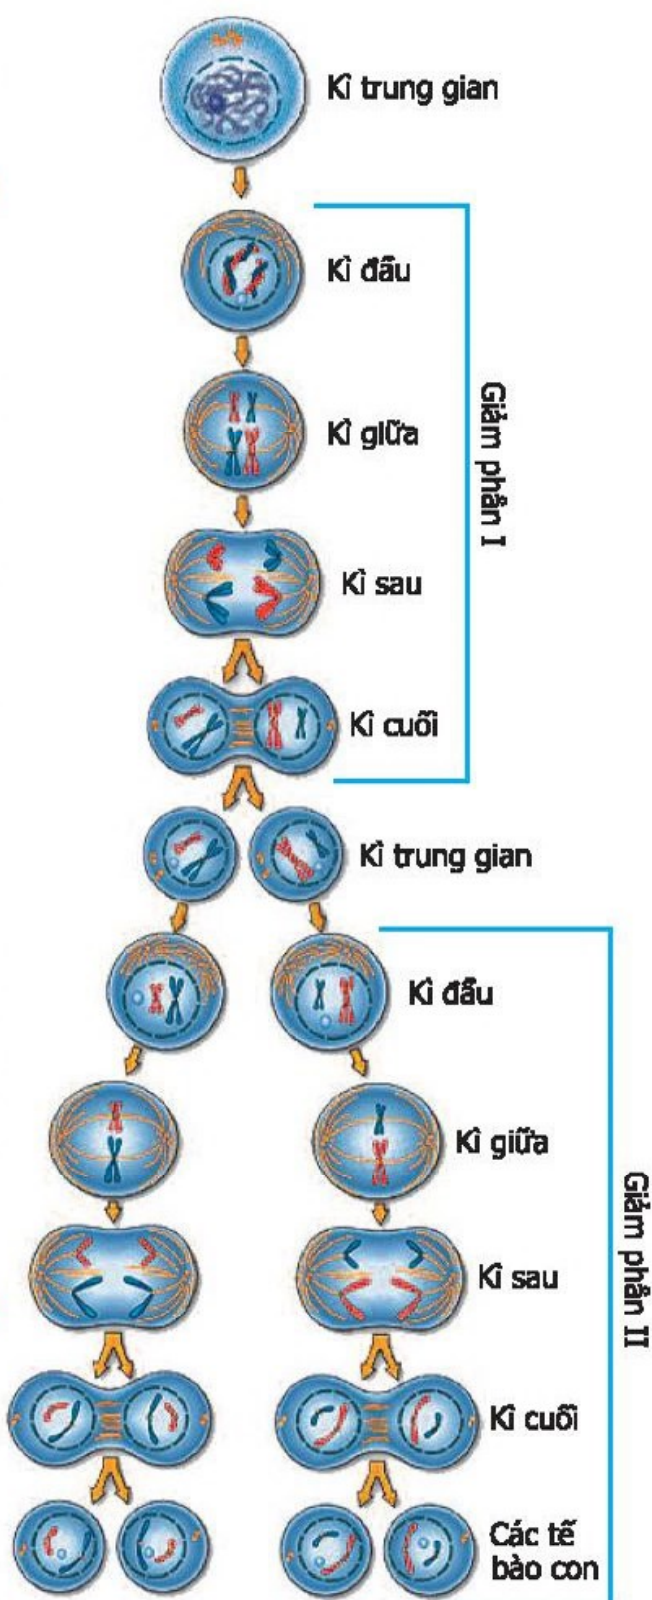 Kì trung gian
Kì đầu
Kì giữa
Giảm phân I
Kì sau
Kì cuối
Kì trung gian
Kì đầu
Kì giữa
Giảm phân II
Kì sau
Kì cuối
Các tế
bào con